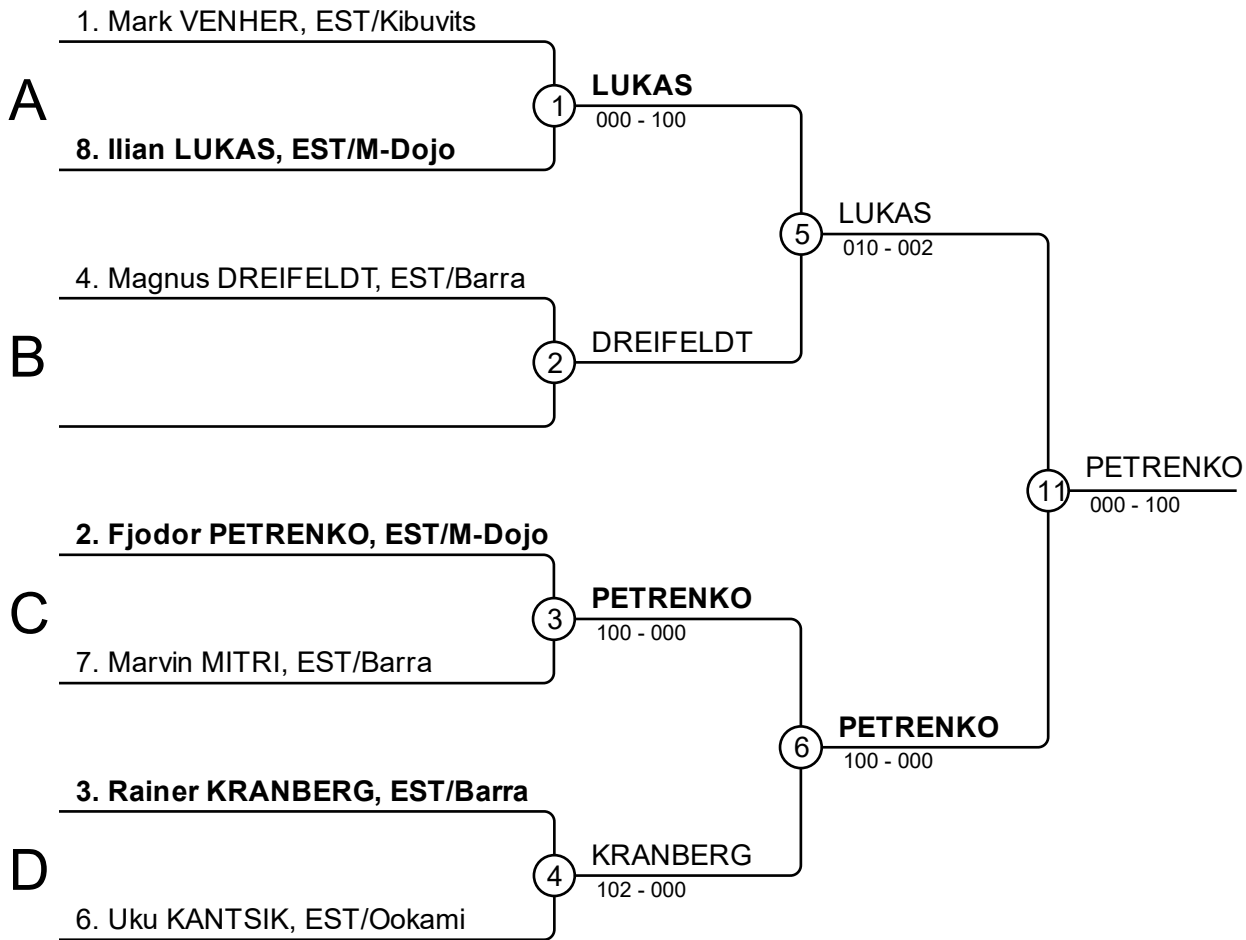 1. Mark VENHER, EST/Kibuvits
A
1
LUKAS
000 - 100
8. Ilian LUKAS, EST/M-Dojo
5
LUKAS
010 - 002
4. Magnus DREIFELDT, EST/Barra
B
2
DREIFELDT
11
PETRENKO
000 - 100
2. Fjodor PETRENKO, EST/M-Dojo
C
3
PETRENKO
100 - 000
7. Marvin MITRI, EST/Barra
6
PETRENKO
100 - 000
3. Rainer KRANBERG, EST/Barra
D
4
KRANBERG
102 - 000
6. Uku KANTSIK, EST/Ookami